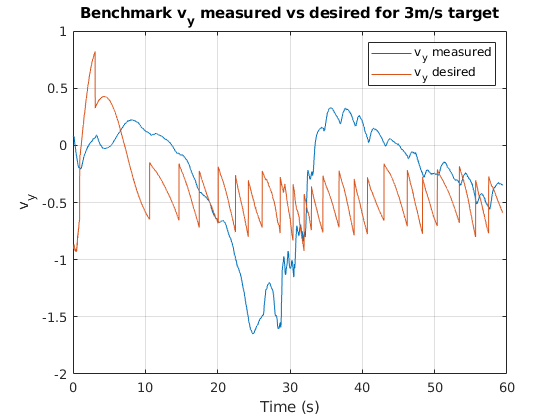 Benchmark v_y measured vs desired for 3m/s target
v_y measured
v_y desired
1
0.5
0
-0.5
-1
-1.5
-2
v_y
0 10 20 30 40 50 60
Time (s)